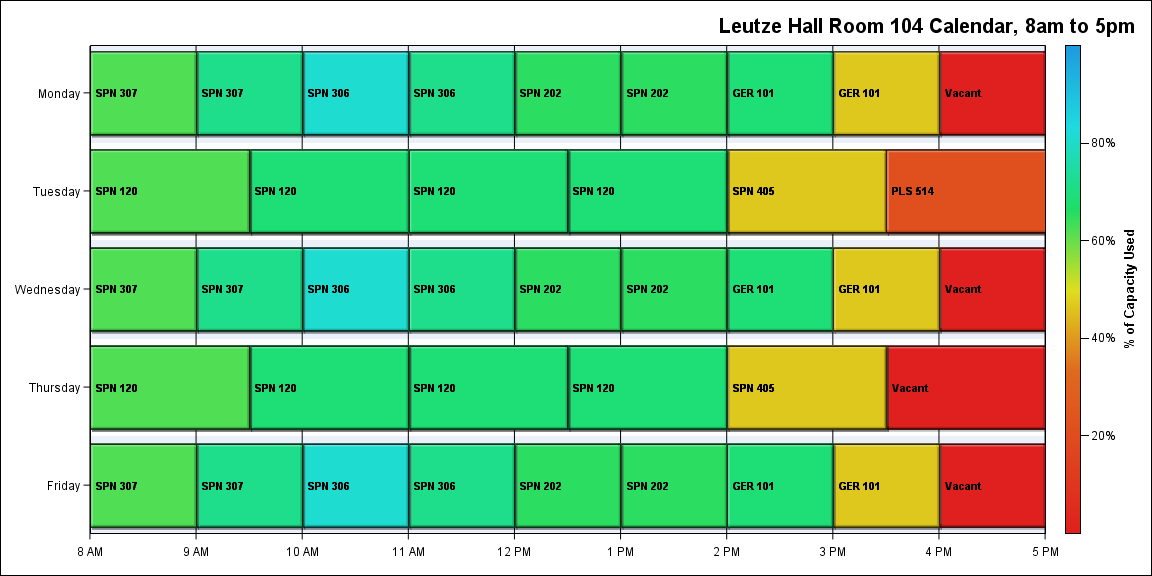 Leutze Hall Room 104 Calendar, 8am to 5pm
Monday
SPN 307
SPN 307
SPN 306
SPN 306
SPN 202
SPN 202
GER 101
GER 101
Vacant
Tuesday
SPN 120
SPN 120
SPN 120
SPN 120
SPN 405
PLS 514
Wednesday
SPN 307
SPN 307
SPN 306
SPN 306
SPN 202
SPN 202
GER 101
GER 101
Vacant
Thursday
SPN 120
SPN 120
SPN 120
SPN 120
SPN 405
Vacant
Friday
SPN 307
SPN 307
SPN 306
SPN 306
SPN 202
SPN 202
GER 101
GER 101
Vacant
8 AM
9 AM
10 AM
11 AM
12 PM
1 PM
2 PM
3 PM
4 PM
5 PM
80%
60%
40%
20%
% of Capacity Used